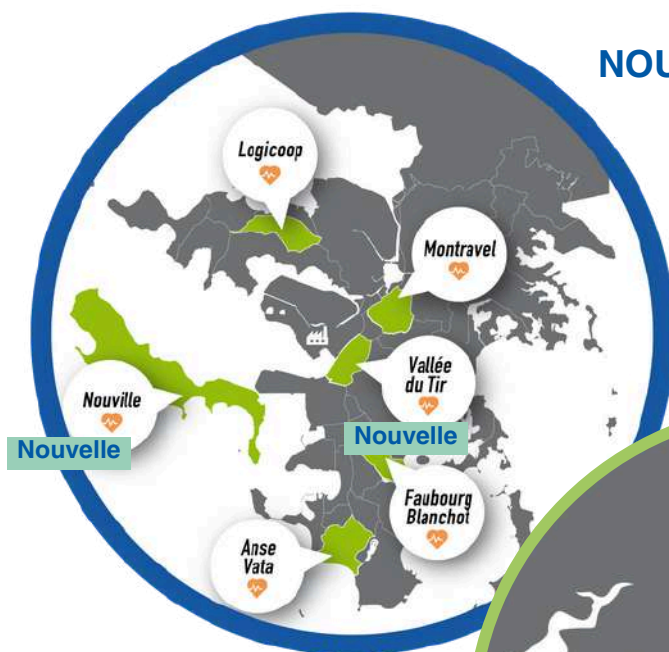 NOU
Logicoop
Montravel
Vallée
du Tir
Nouville
Nouvelle
Nouvelle
Faubourg
Blanchot
Anse
Vata